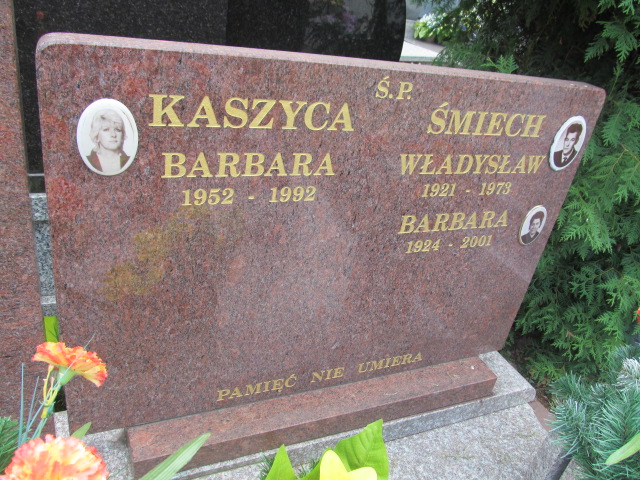 Ś.P.
KASZYCA
BARBARA
1952 - 1992
ŚMIECH
WŁADYSŁAW
1921 - 1973
BARBARA
1924 - 2001
PAMIĘĆ NIE UMIERA